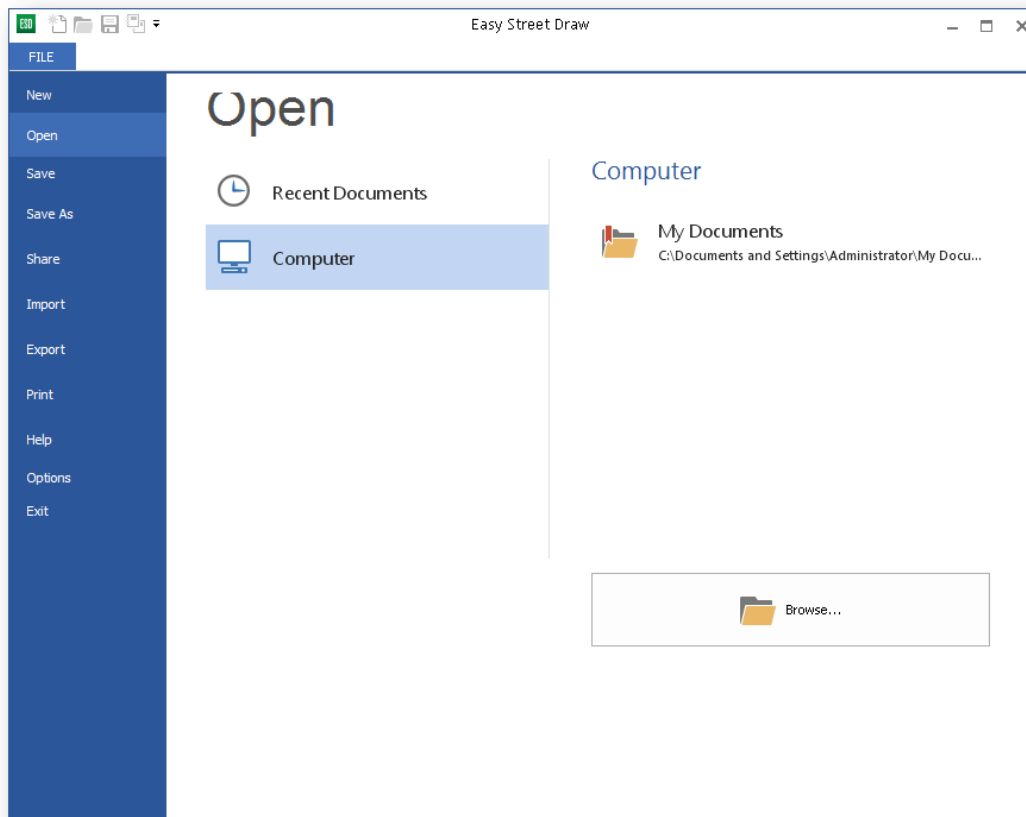 ESD
Easy Street Draw
FILE
New
Open
Save
Save As
Share
Import
Export
Print
Help
Options
Exit
Open
Recent Documents
Computer
Computer
My Documents
C:\Documents and Settings\Administrator\My Docu...
Browse...